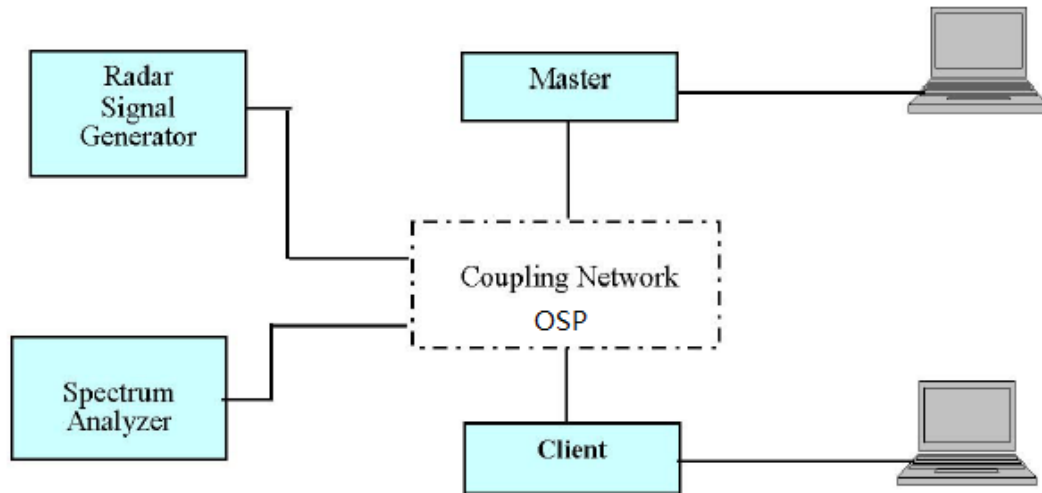 Radar
Signal
Generator
Master
Coupling Network
OSP
Spectrum
Analyzer
Client